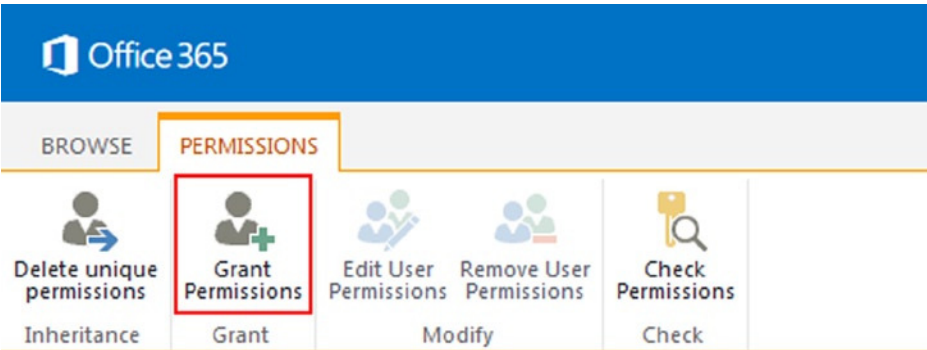 Office 365
BROWSE PERMISSIONS
Delete unique Grant Edit User Remove User Check
permissions Permissions Permissions Permissions Permissions
Inheritance Grant Modify Check